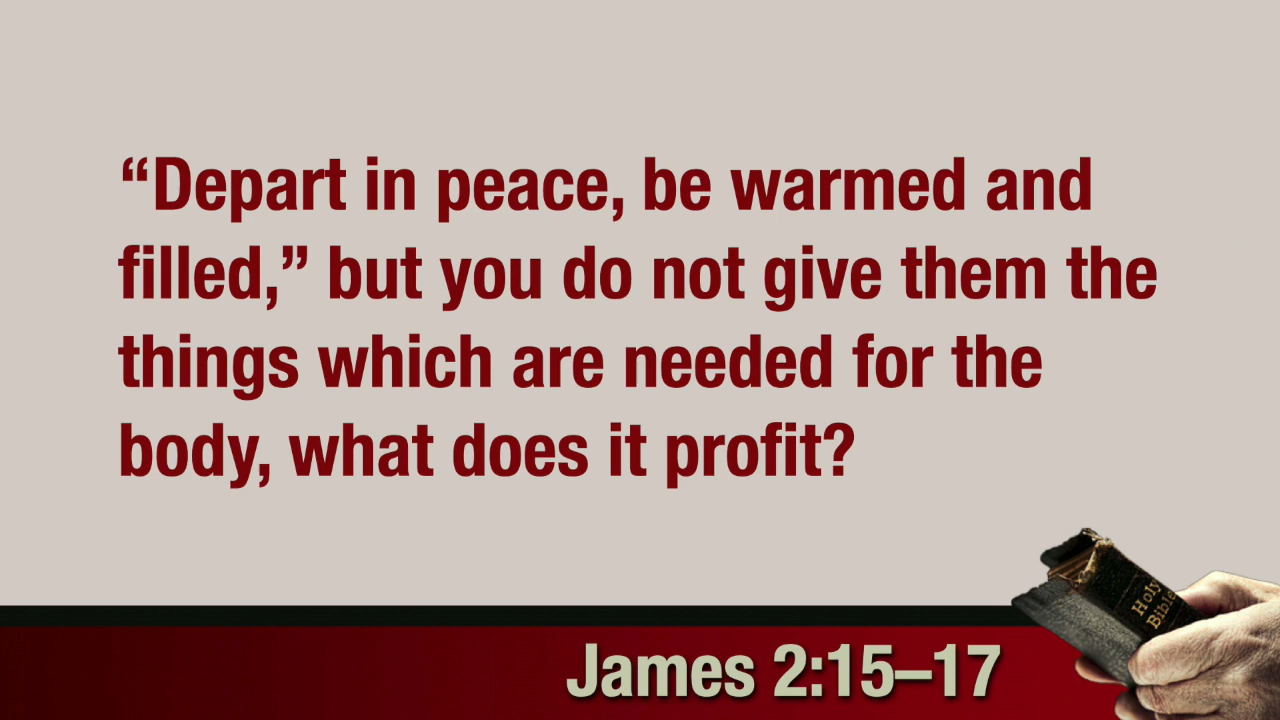 “Depart in peace, be warmed and
filled,” but you do not give them the
things which are needed for the
body, what does it profit?
Holy
Bible
James 2:15–17